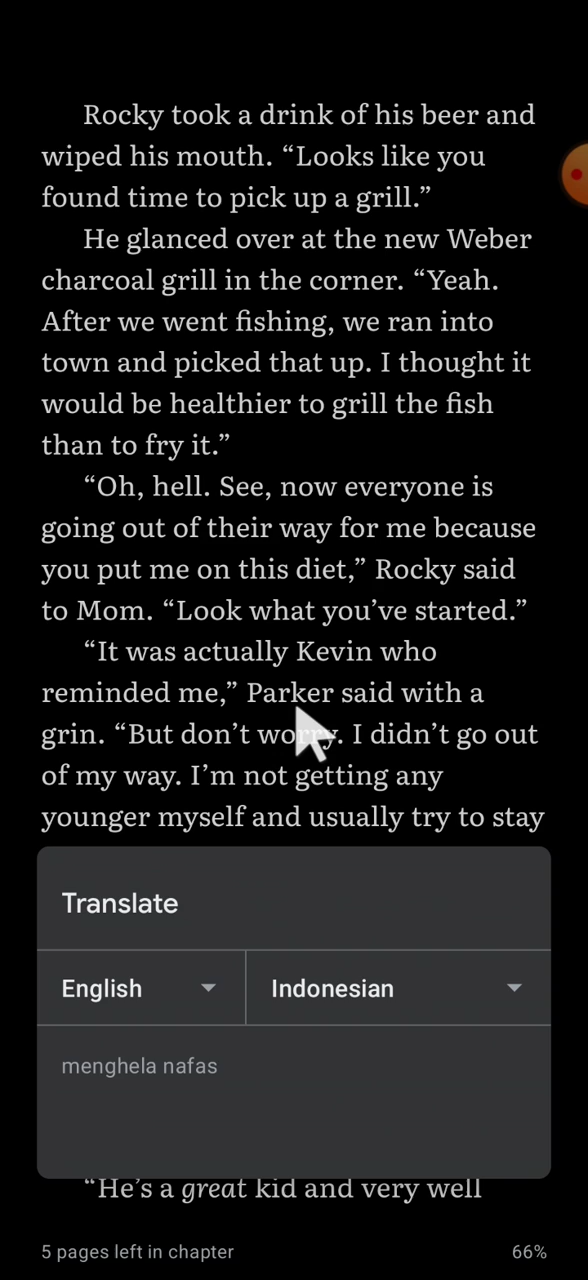 Rocky took a drink of his beer and
wiped his mouth. “Looks like you
found time to pick up a grill.”
He glanced over at the new Weber
charcoal grill in the corner. “Yeah.
After we went fishing, we ran into
town and picked that up. I thought it
would be healthier to grill the fish
than to fry it.”
“Oh, hell. See, now everyone is
going out of their way for me because
you put me on this diet,” Rocky said
to Mom. “Look what you’ve started.”
“It was actually Kevin who
reminded me,” Parker said with a
grin. “But don’t worry. I didn’t go out
of my way. I’m not getting any
younger myself and usually try to stay
Translate
English
Indonesian
menghela nafas
“He’s a great kid and very well
5 pages left in chapter
66%